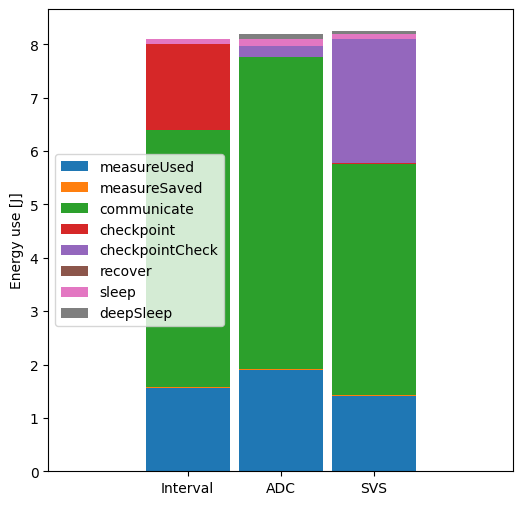 8
7
6
5
4
3
2
1
0
Energy use [J]
measureUsed
measureSaved
communicate
checkpoint
checkpointCheck
recover
sleep
deepSleep
Interval ADC SVS